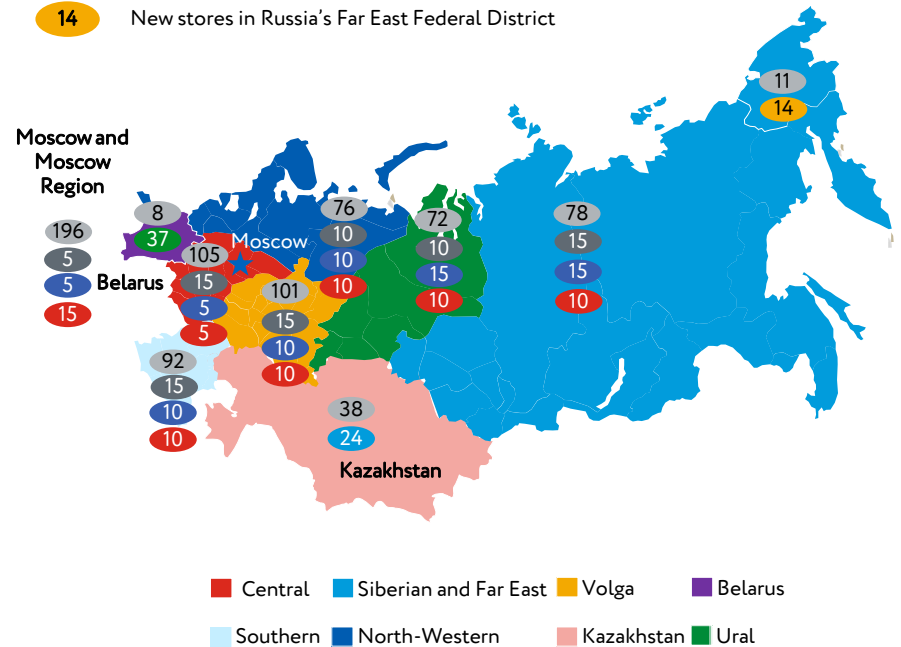 14 New stores in Russia's Far East Federal District
11
14
Moscow and
Moscow
Region
196
5
5
15
8
37
Belarus
105
15
5
5
Moscow
76
10
10
10
72
10
15
10
78
15
15
10
101
15
10
10
92
15
10
10
38
24
Kazakhstan
Central
Siberian and Far East
Volga
Belarus
Southern
North-Western
Kazakhstan
Ural